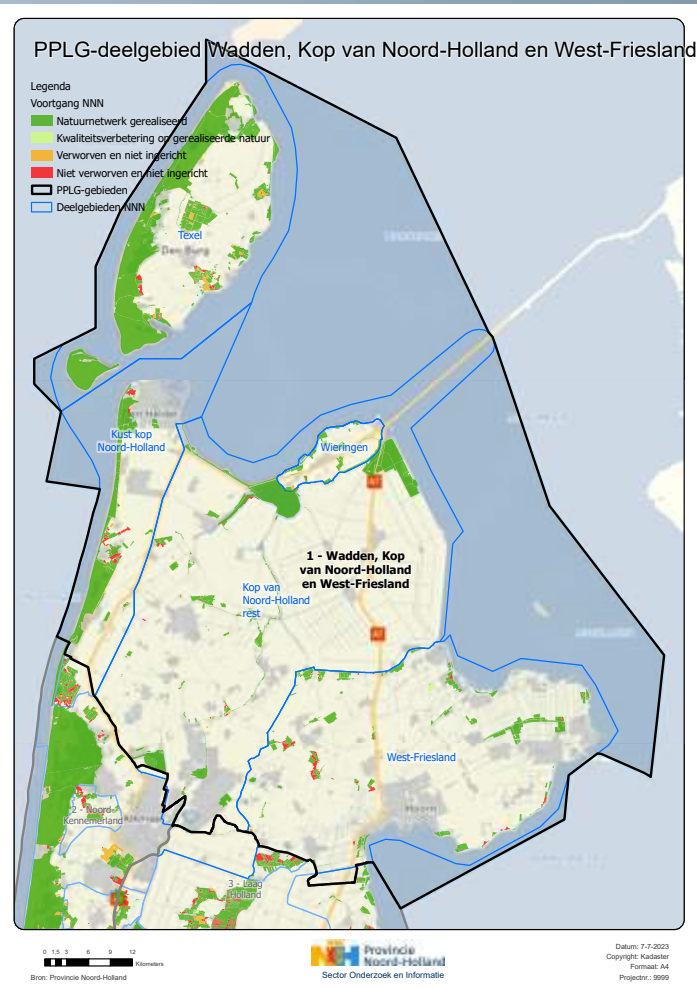 PPLG-deelgebied Wadden, Kop van Noord-Holland en West-Friesland
Legenda
Voortgang NNN
Natuurnetwerk gerealiseerd
Kwaliteitsverbetering op gerealiseerde natuur
Verworven en niet ingericht
Niet verworven en niet ingericht
PPLG-gebieden
Deelgebieden NNN
Texel
Den Burg
Den Helder
Kust kop
Noord-Holland
Wieringen
A7
1 - Wadden, Kop
van Noord-Holland
en West-Friesland
Kop van
Noord-Holland
rest
A7
West-Friesland
Hoorn
2 - Noord-
Kennemerland
Alkmaar
3 - Laag
Holland
0 1,5 3 6 9 12
Kilometers
Bron: Provincie Noord-Holland
Provincie
Noord-Holland
Sector Onderzoek en Informatie
Datum: 7-7-2023
Copyright: Kadaster
Formaat: A4
Projectnr.: 9999